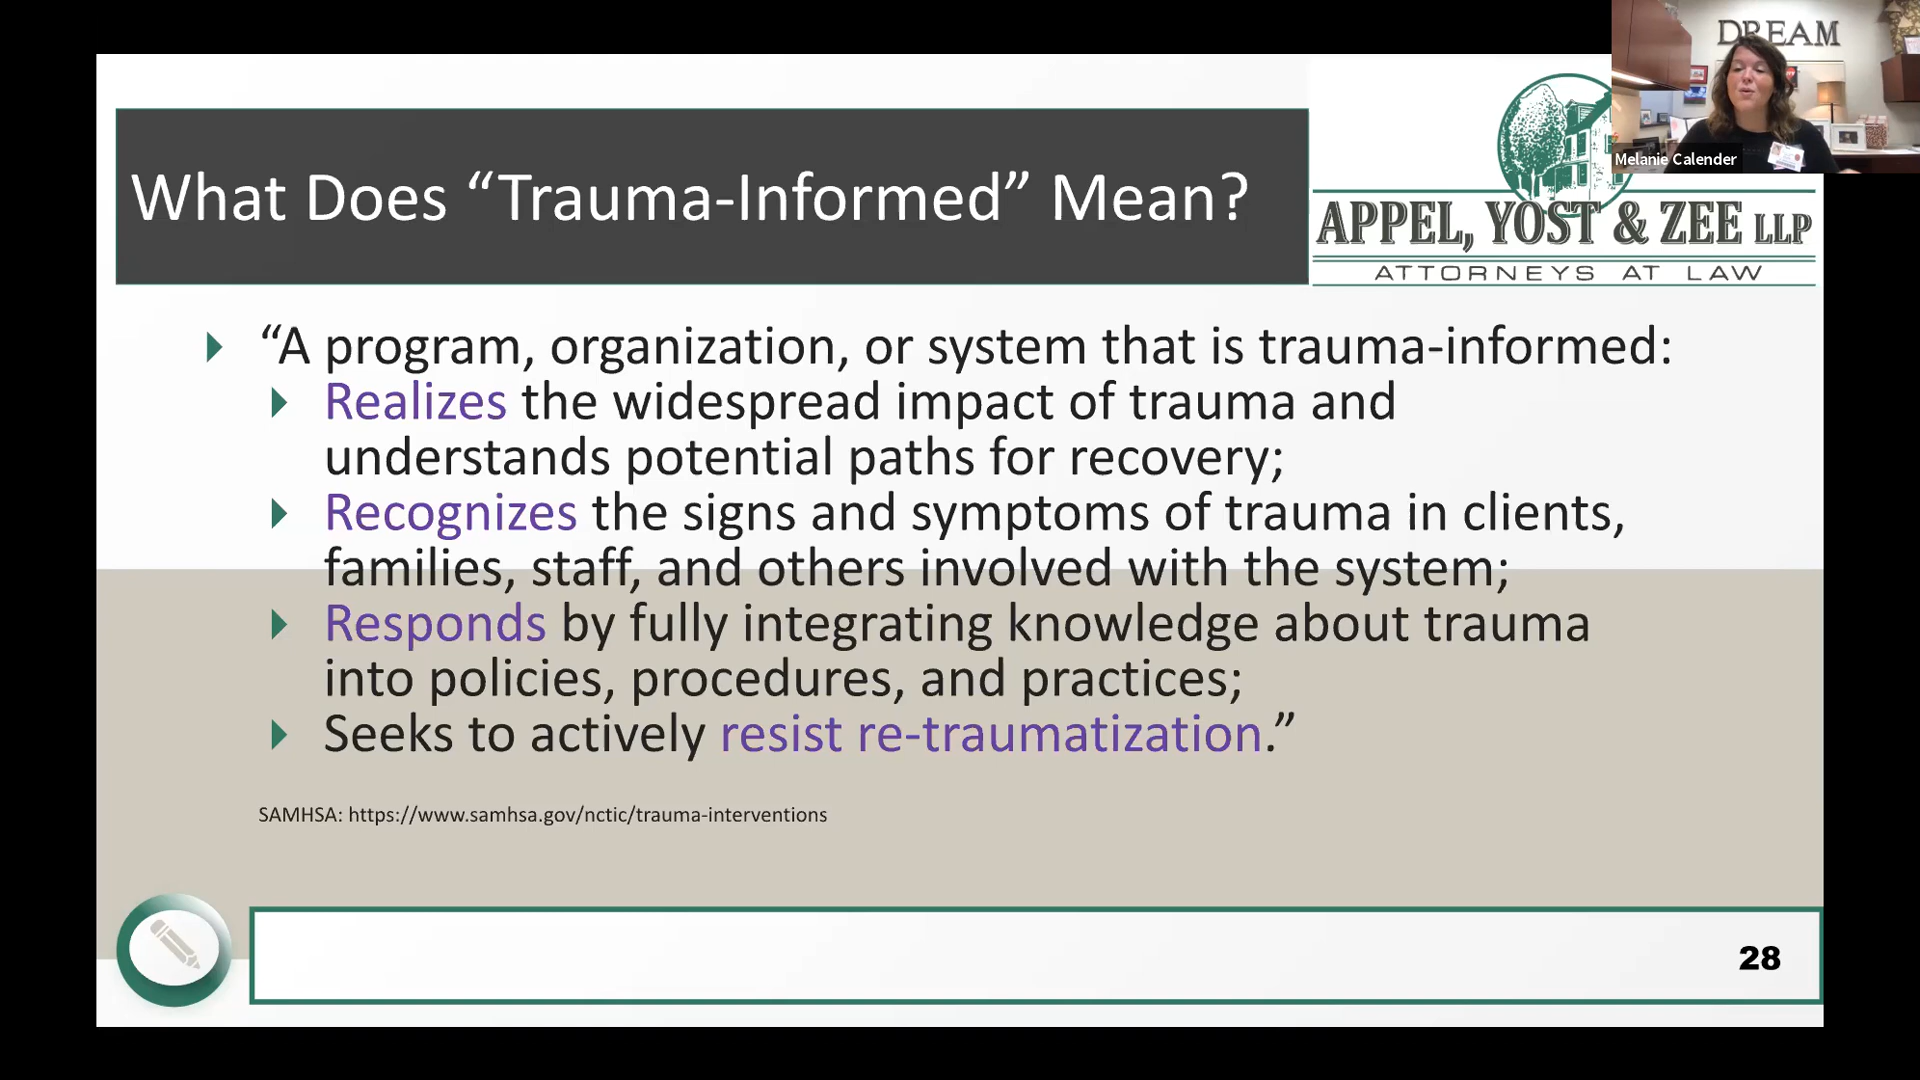 DREAM
Melanie Calender
What Does “Trauma-Informed” Mean?
APPEL, YOST & ZEE LLP
ATTORNEYS AT LAW
“A program, organization, or system that is trauma-informed:
Realizes the widespread impact of trauma and
understands potential paths for recovery;
Recognizes the signs and symptoms of trauma in clients,
families, staff, and others involved with the system;
Responds by fully integrating knowledge about trauma
into policies, procedures, and practices;
Seeks to actively resist re-traumatization.”
SAMHSA: https://www.samhsa.gov/nctic/trauma-interventions
28